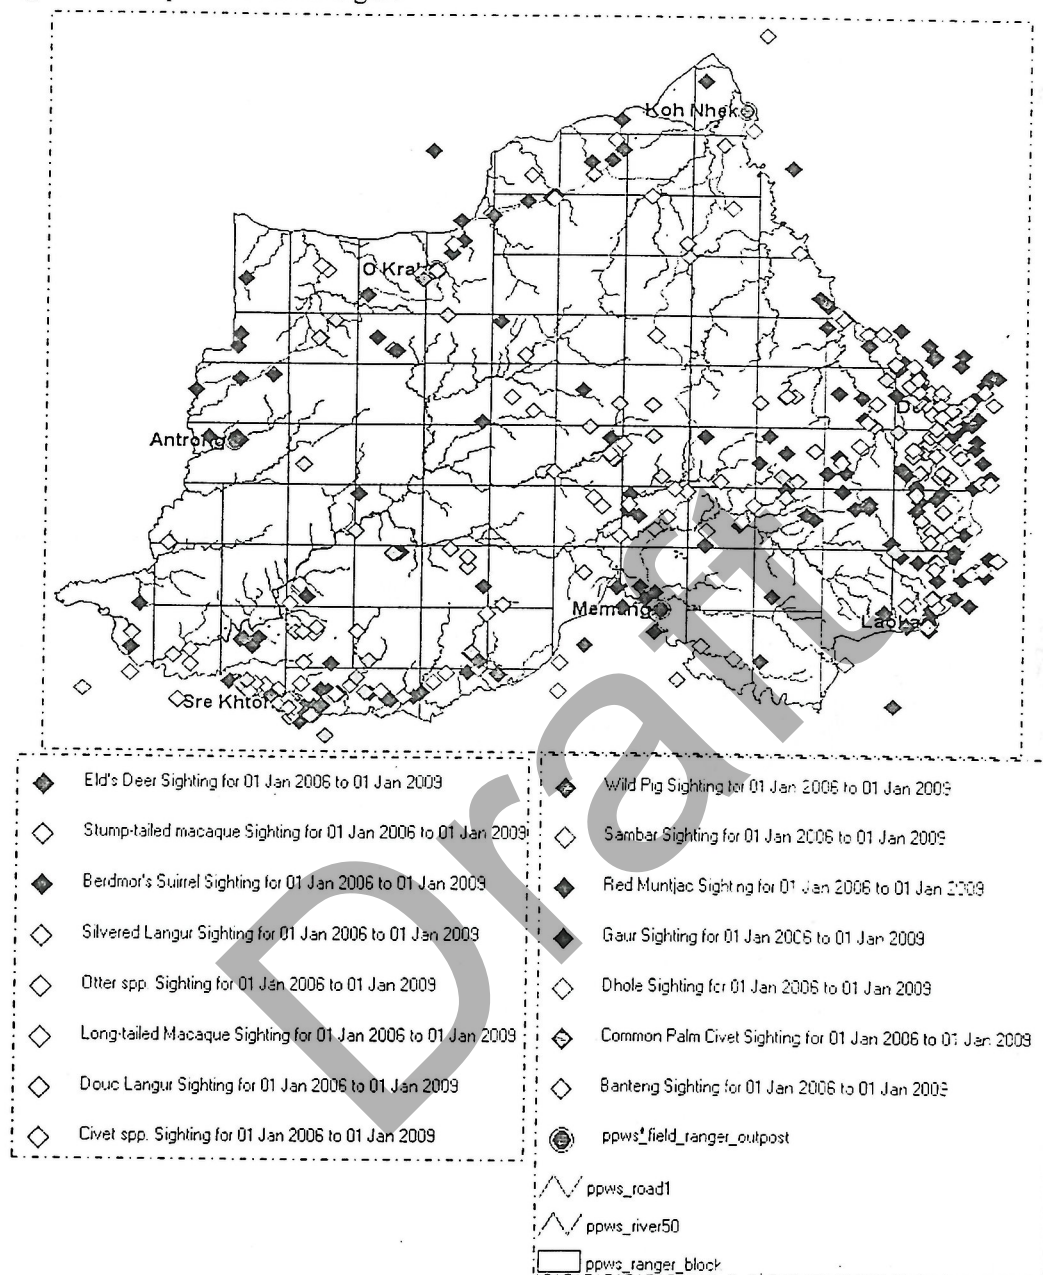 Koh Nhek
O Kra
Antrong
Memang
Laoka
Sre Khtor
Draft
Eld's Deer Sighting for 01 Jan 2006 to 01 Jan 2009
Stump-tailed macaque Sighting for 01 Jan 2006 to 01 Jan 2009
Berdmor's Suirrel Sighting for 01 Jan 2006 to 01 Jan 2009
Silvered Langur Sighting for 01 Jan 2006 to 01 Jan 2009
Otter spp. Sighting for 01 Jan 2006 to 01 Jan 2009
Long-tailed Macaque Sighting for 01 Jan 2006 to 01 Jan 2009
Douc Langur Sighting for 01 Jan 2006 to 01 Jan 2009
Civet spp. Sighting for 01 Jan 2006 to 01 Jan 2009
Wild Pig Sighting for 01 Jan 2006 to 01 Jan 2009
Sambar Sighting for 01 Jan 2006 to 01 Jan 2009
Red Muntjac Sighting for 01 Jan 2006 to 01 Jan 2009
Gaur Sighting for 01 Jan 2006 to 01 Jan 2009
Dhole Sighting for 01 Jan 2006 to 01 Jan 2009
Common Palm Civet Sighting for 01 Jan 2006 to 01 Jan 2009
Banteng Sighting for 01 Jan 2006 to 01 Jan 2009
ppws_field_ranger_outpost
ppws_road1
ppws_river50
ppws_ranger_block